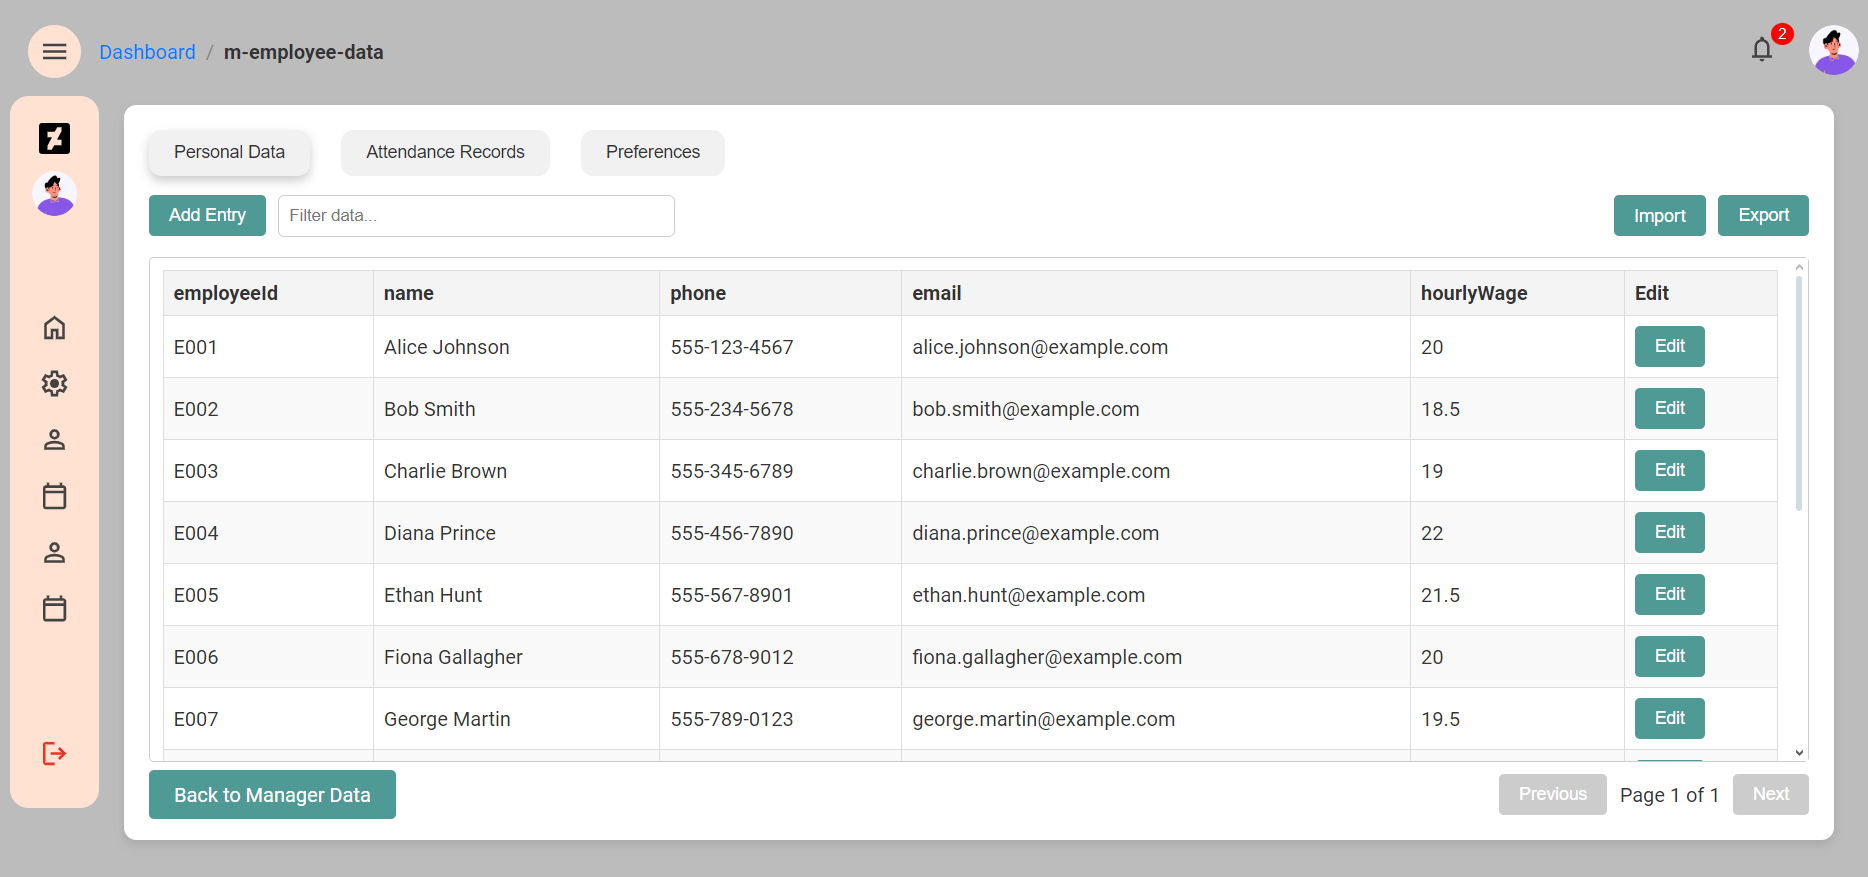 Dashboard / m-employee-data
2
Personal Data Attendance Records Preferences
Add Entry Filter data... Import Export
employeeId name phone email hourlyWage Edit
E001 Alice Johnson 555-123-4567 alice.johnson@example.com 20 Edit
E002 Bob Smith 555-234-5678 bob.smith@example.com 18.5 Edit
E003 Charlie Brown 555-345-6789 charlie.brown@example.com 19 Edit
E004 Diana Prince 555-456-7890 diana.prince@example.com 22 Edit
E005 Ethan Hunt 555-567-8901 ethan.hunt@example.com 21.5 Edit
E006 Fiona Gallagher 555-678-9012 fiona.gallagher@example.com 20 Edit
E007 George Martin 555-789-0123 george.martin@example.com 19.5 Edit
Back to Manager Data Previous Page 1 of 1 Next